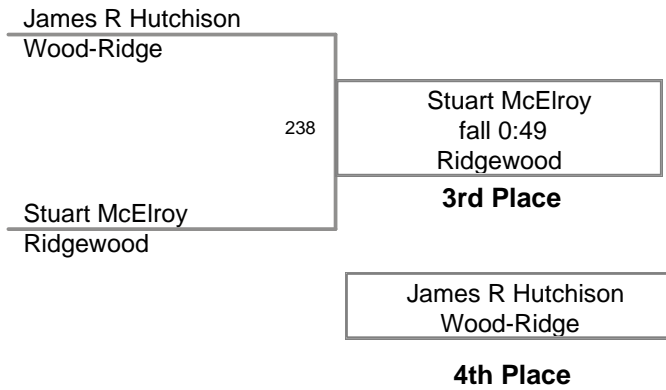 James R Hutchison
Wood-Ridge
238
Stuart McElroy
fall 0:49
Ridgewood
3rd Place
Stuart McElroy
Ridgewood
James R Hutchison
Wood-Ridge
4th Place